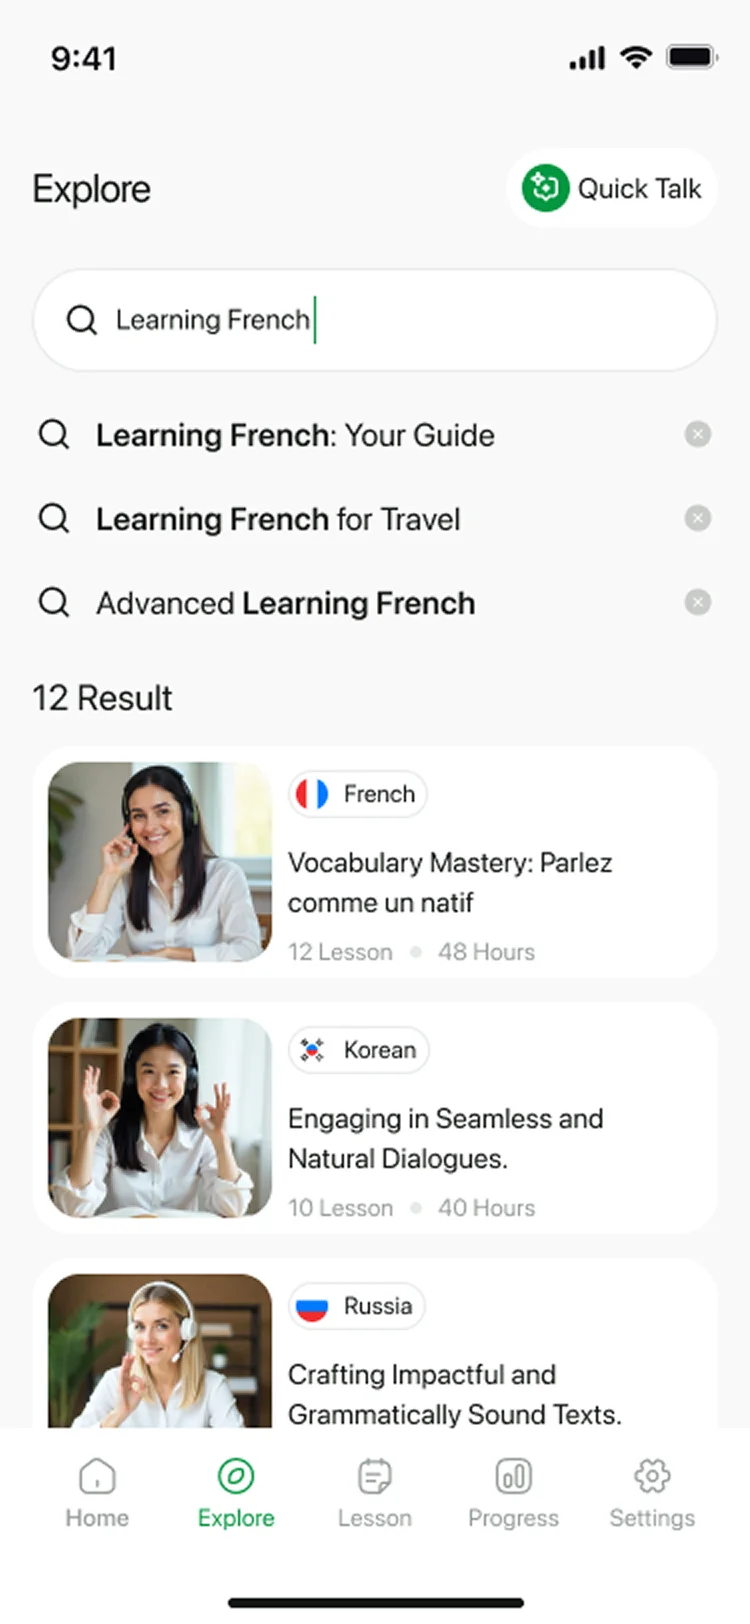 9:41
Explore
Quick Talk
Learning French
Learning French: Your Guide
Learning French for Travel
Advanced Learning French
12 Result
French
Vocabulary Mastery: Parlez
comme un natif
12 Lesson 48 Hours
Korean
Engaging in Seamless and
Natural Dialogues.
10 Lesson 40 Hours
Russia
Crafting Impactful and
Grammatically Sound Texts.
Home Explore Lesson Progress Settings